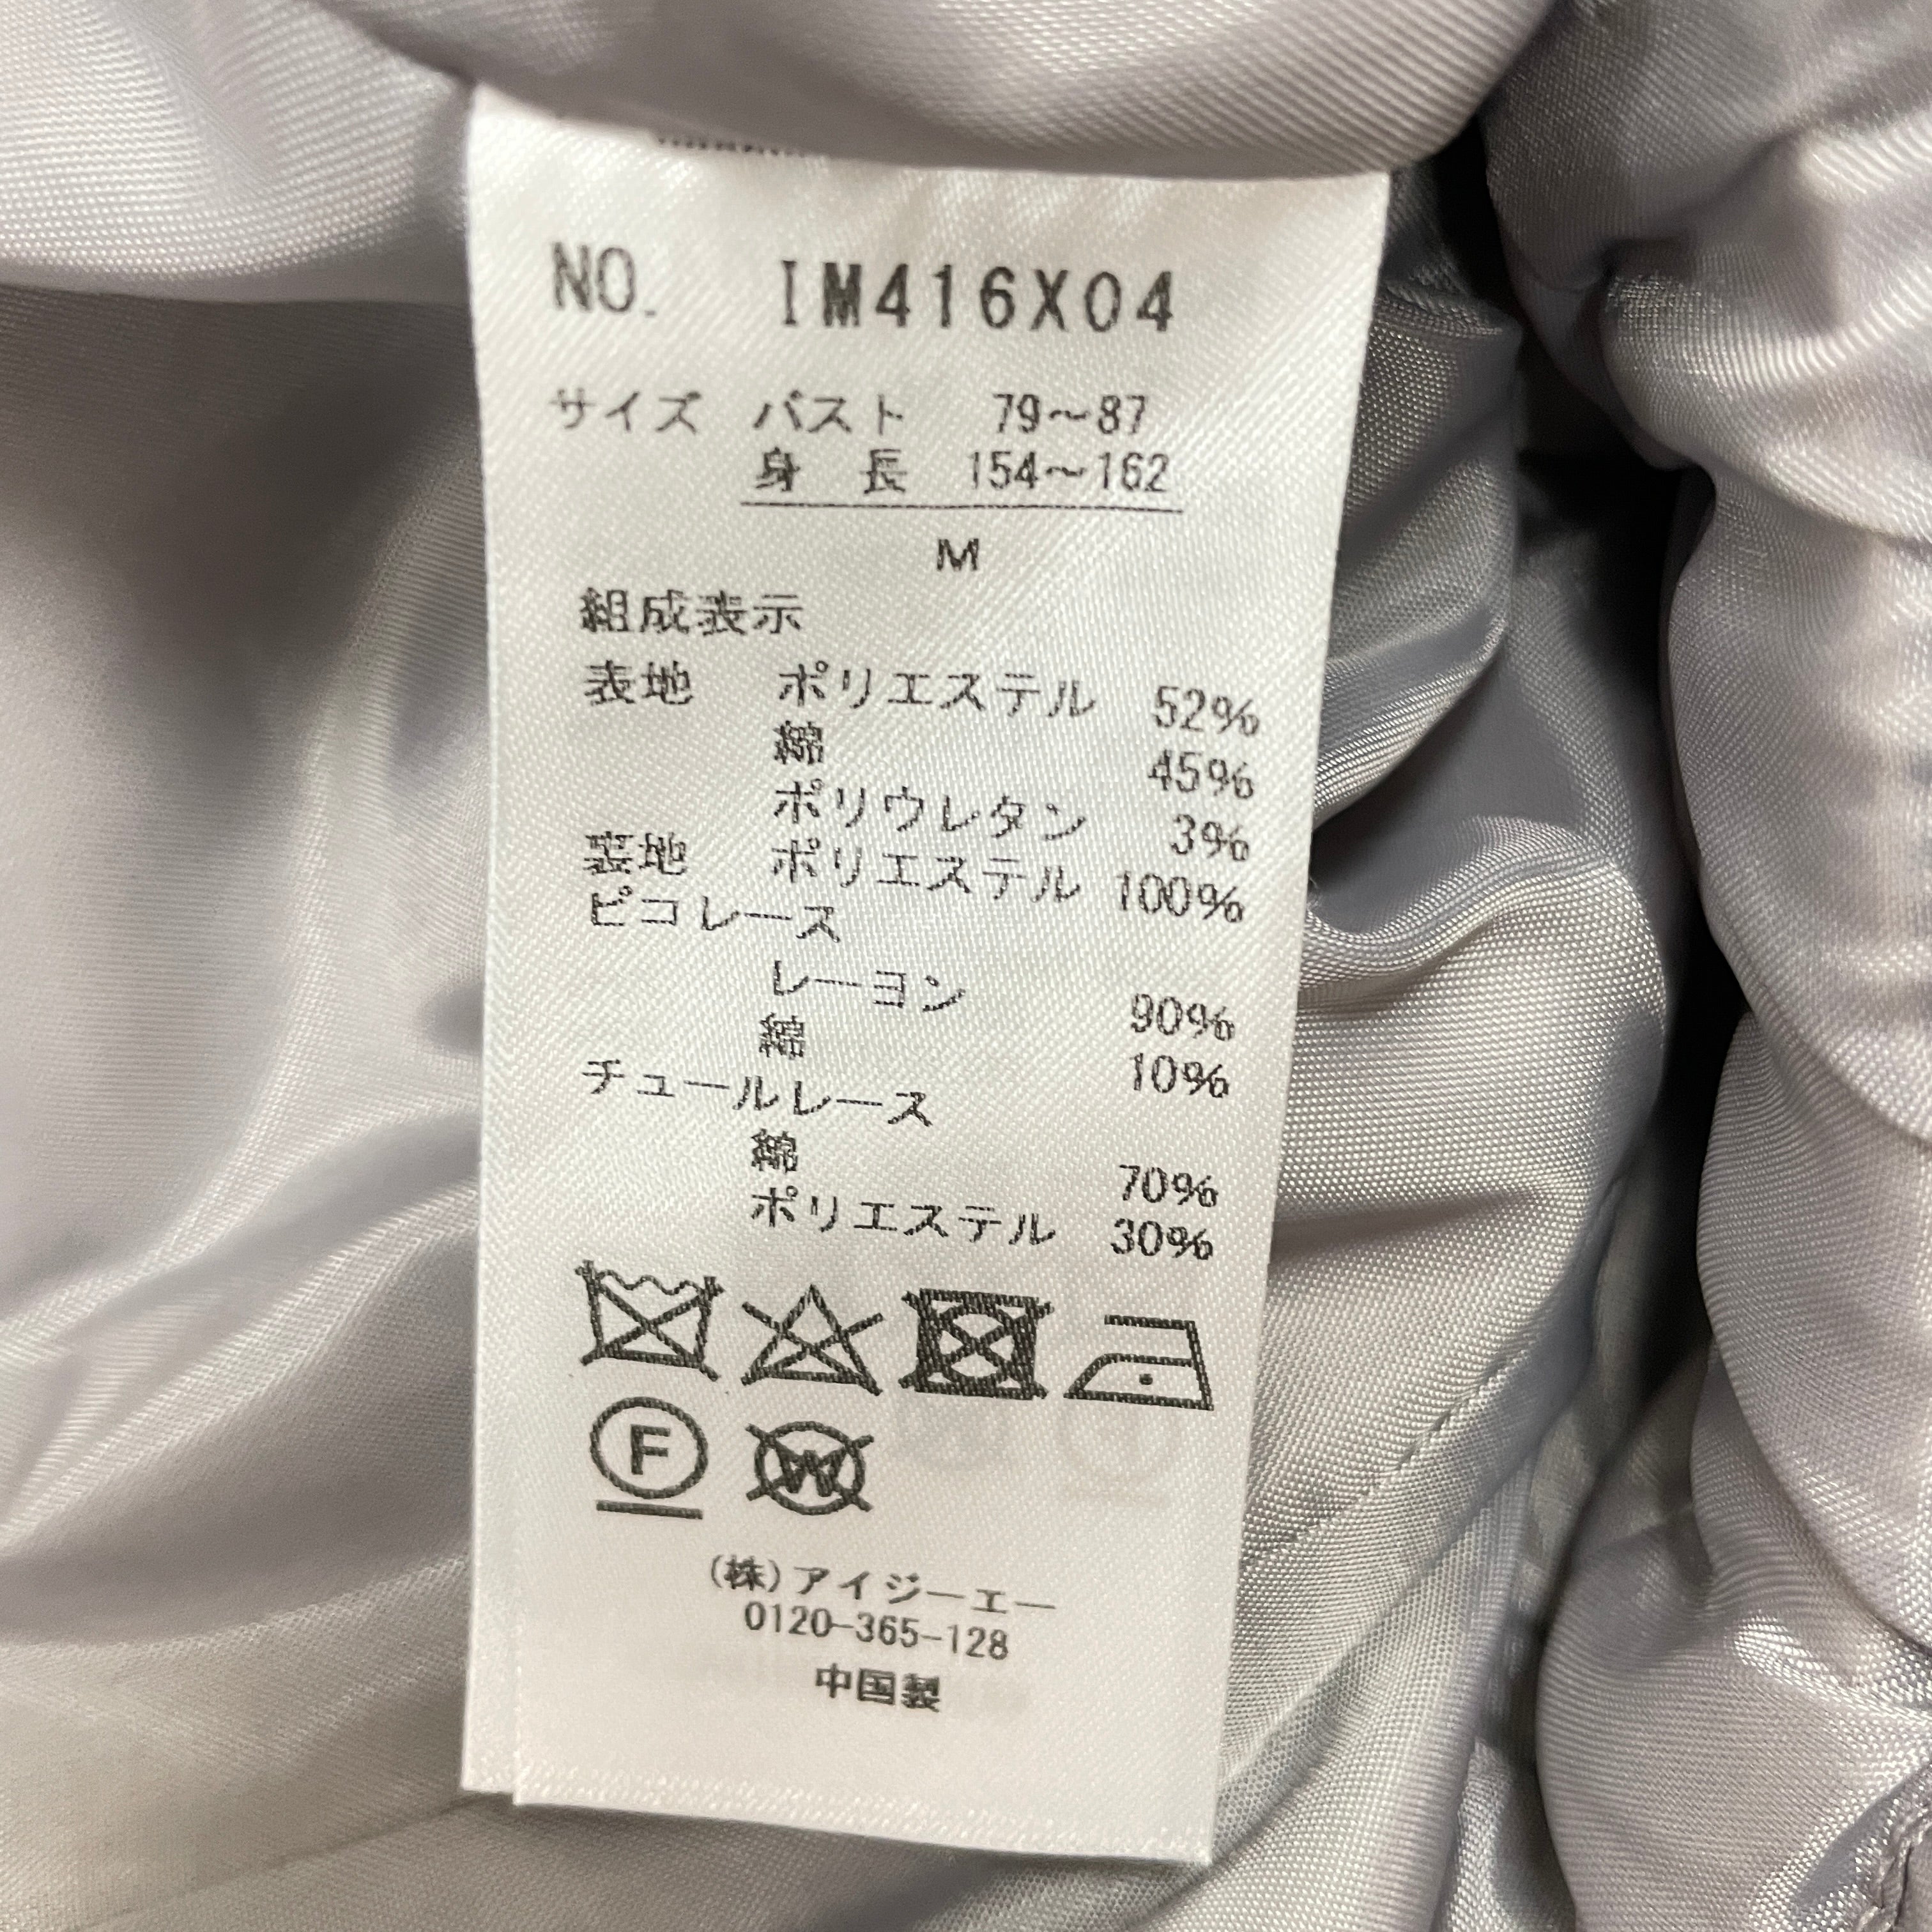 NO. IM416X04
サイズ バスト 79〜87
身 長 154〜162
M
組成表示
表地 ポリエステル 52%
綿 45%
ポリウレタン 3%
裏地 ポリエステル 100%
ピコレース
レーヨン 90%
綿 10%
チュールレース
綿 70%
ポリエステル 30%
F W
(株)アイジーエー
0120-365-128
中国製